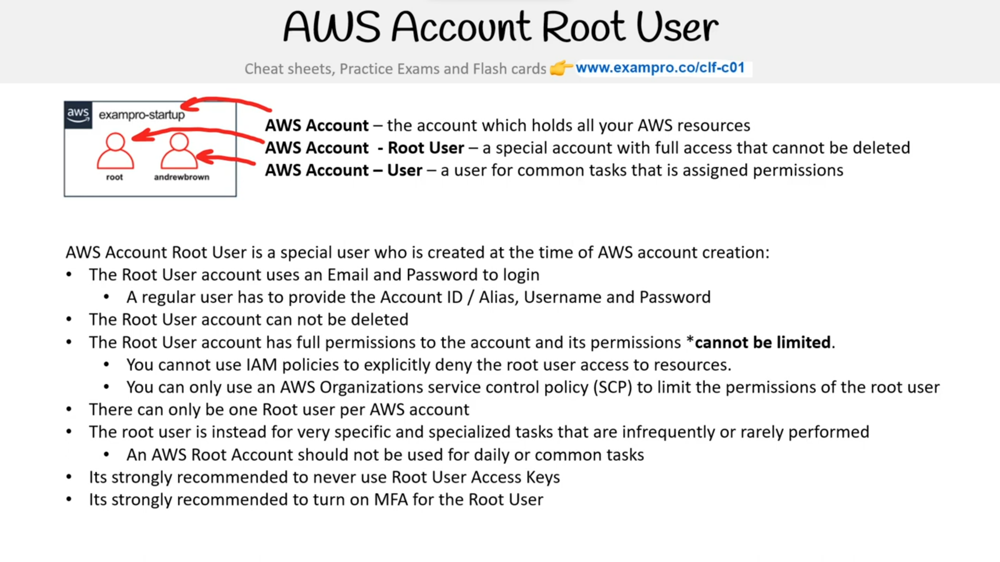 AWS Account Root User
Cheat sheets, Practice Exams and Flash cards 👉 www.exampro.co/clf-c01
aws
exampro-startup
root
andrewbrown
AWS Account – the account which holds all your AWS resources
AWS Account  - Root User – a special account with full access that cannot be deleted
AWS Account – User – a user for common tasks that is assigned permissions
AWS Account Root User is a special user who is created at the time of AWS account creation:
• The Root User account uses an Email and Password to login
• A regular user has to provide the Account ID / Alias, Username and Password
• The Root User account can not be deleted
• The Root User account has full permissions to the account and its permissions *cannot be limited.
• You cannot use IAM policies to explicitly deny the root user access to resources.
• You can only use an AWS Organizations service control policy (SCP) to limit the permissions of the root user
• There can only be one Root user per AWS account
• The root user is instead for very specific and specialized tasks that are infrequently or rarely performed
• An AWS Root Account should not be used for daily or common tasks
• Its strongly recommended to never use Root User Access Keys
• Its strongly recommended to turn on MFA for the Root User